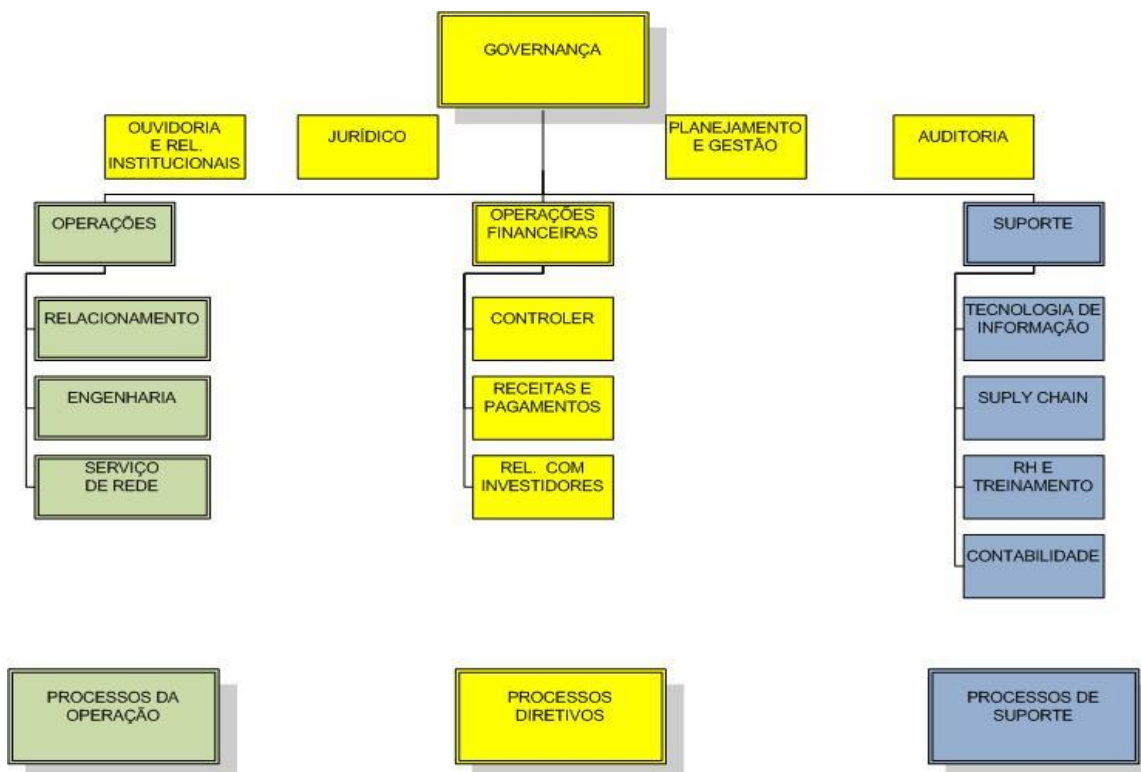 GOVERNANÇA
OUVIDORIA
E REL.
INSTITUCIONAIS
JURÍDICO
PLANEJAMENTO
E GESTÃO
AUDITORIA
OPERAÇÕES
OPERAÇÕES
FINANCEIRAS
SUPORTE
RELACIONAMENTO
CONTROLER
TECNOLOGIA DE
INFORMAÇÃO
ENGENHARIA
RECEITAS E
PAGAMENTOS
SUPLY CHAIN
SERVIÇO
DE REDE
REL. COM
INVESTIDORES
RH E
TREINAMENTO
CONTABILIDADE
PROCESSOS DA
OPERAÇÃO
PROCESSOS
DIRETIVOS
PROCESSOS DE
SUPORTE